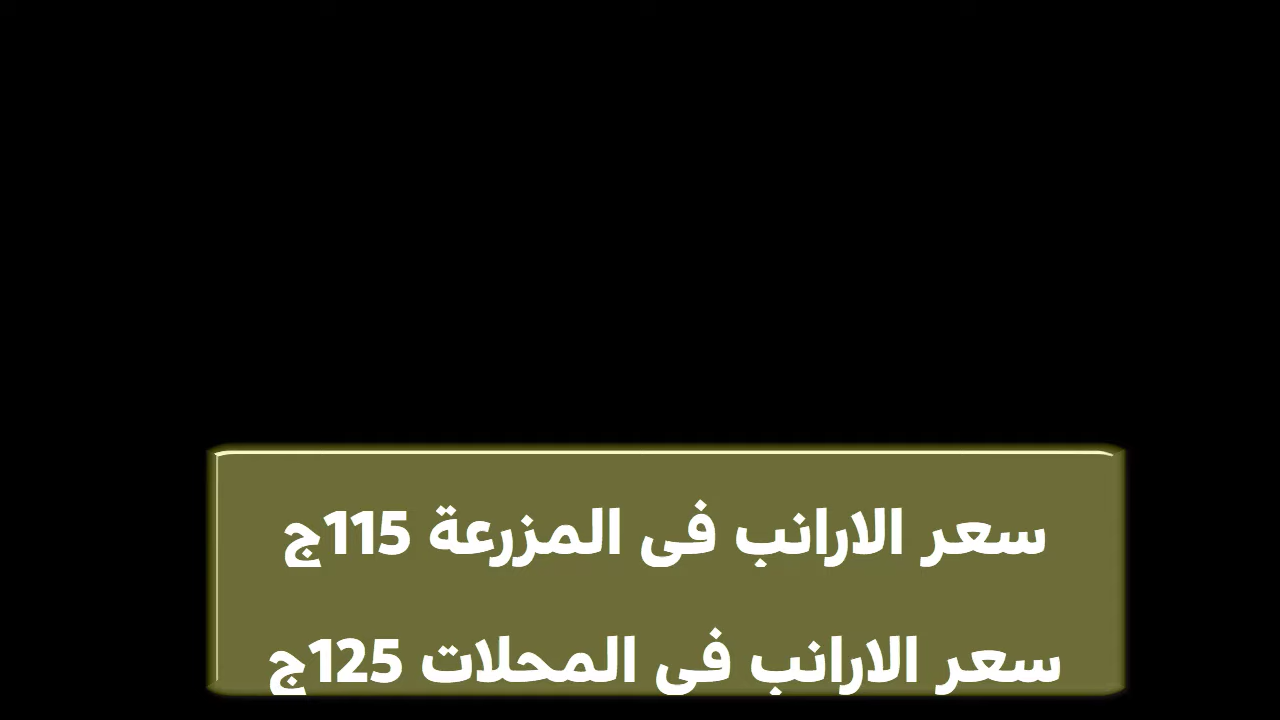 سعر الارانب فى المزرعة 115ج
سعر الارانب فى المحلات 125ج